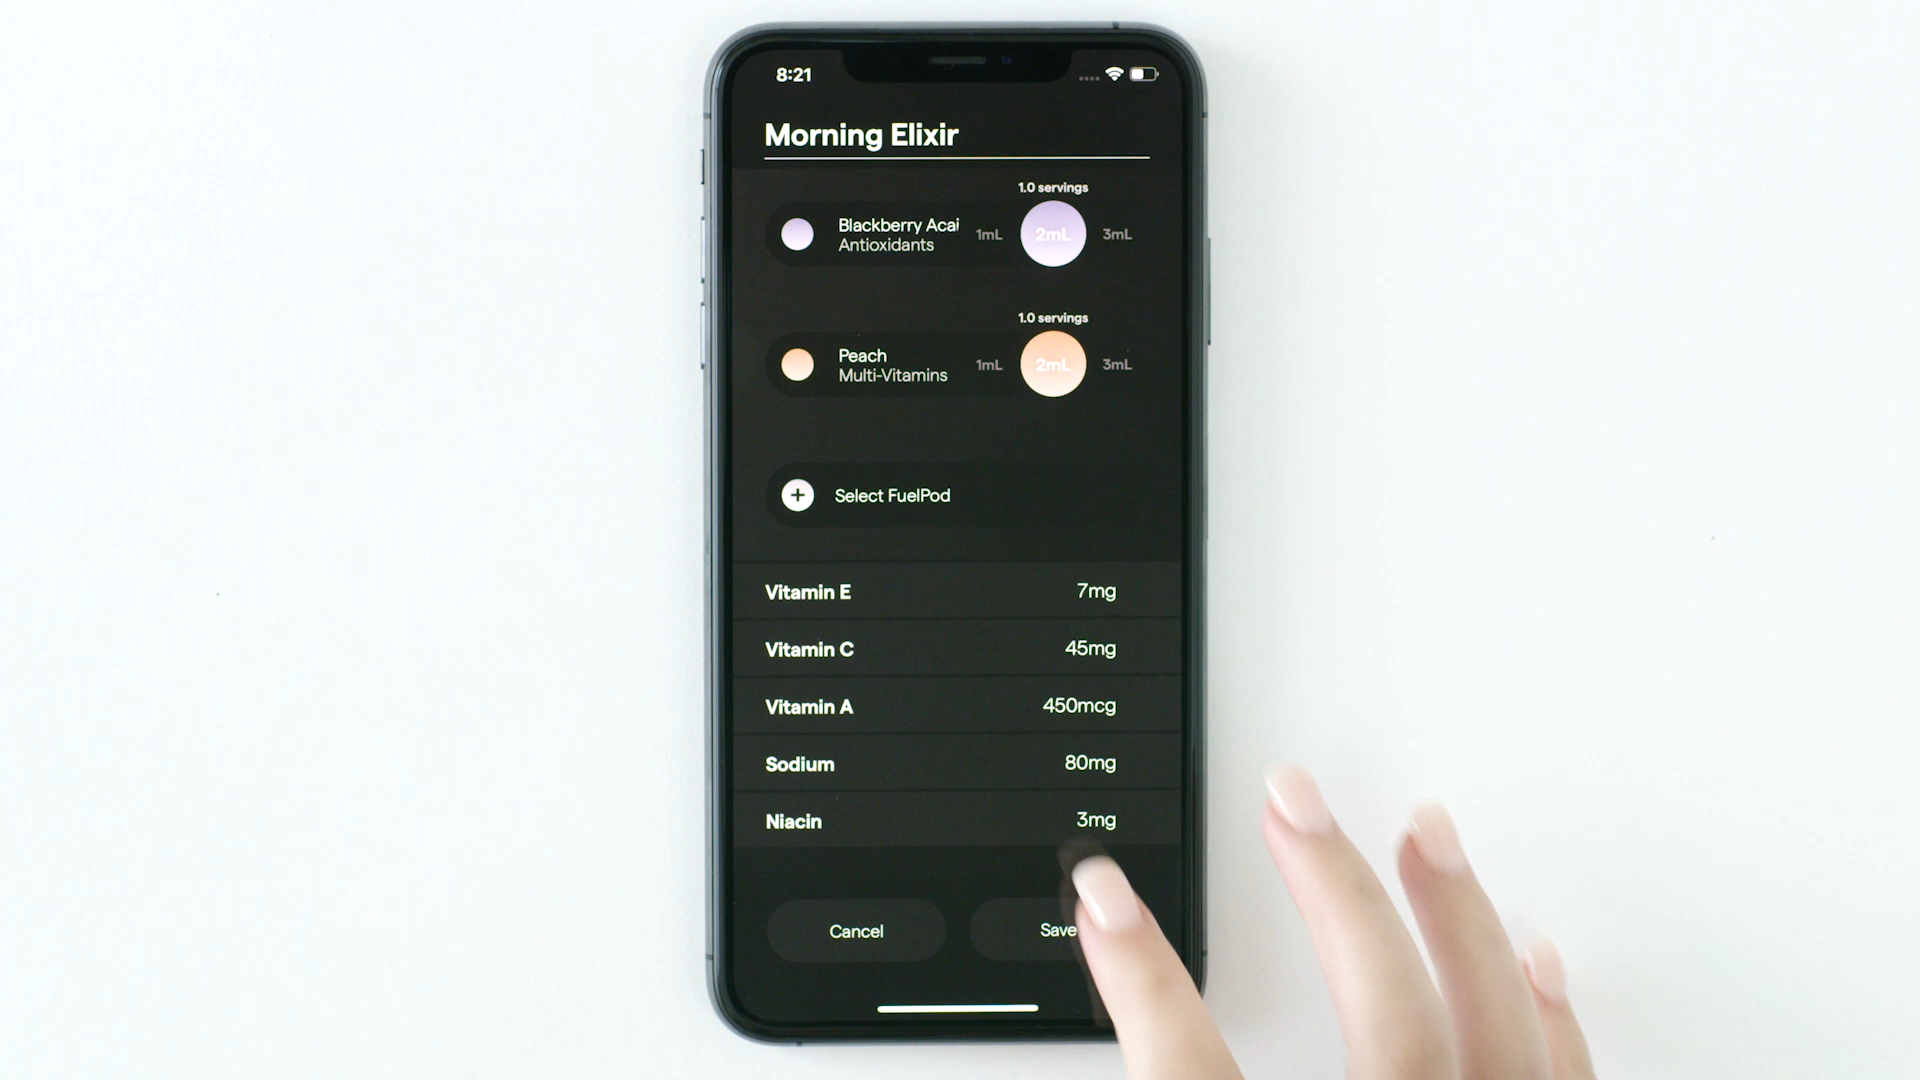 8:21
Morning Elixir
1.0 servings
Blackberry Acai
Antioxidants
1mL 2mL 3mL
1.0 servings
Peach
Multi-Vitamins
1mL 2mL 3mL
+ Select FuelPod
Vitamin E 7mg
Vitamin C 45mg
Vitamin A 450mcg
Sodium 80mg
Niacin 3mg
Cancel Save